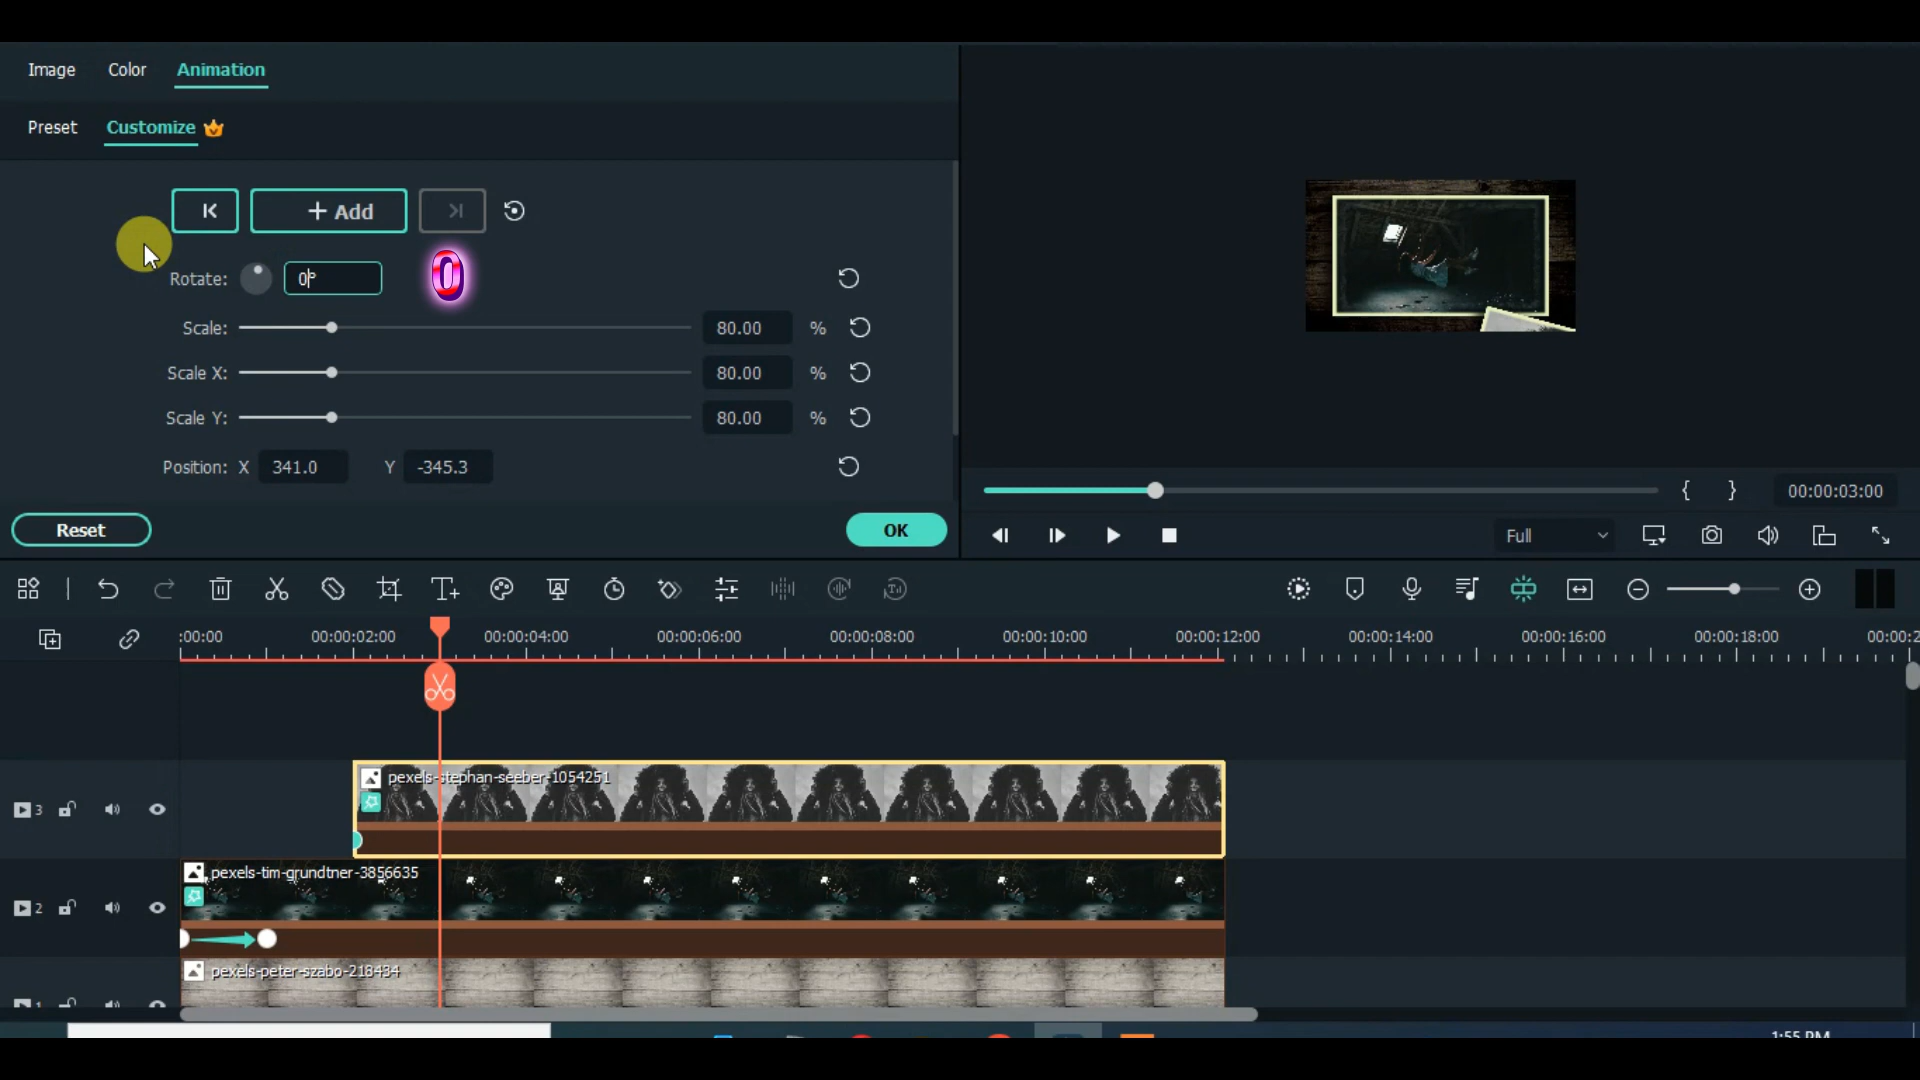 Image Color Animation
Preset Customize
+ Add
Rotate: 0° 0
Scale: 80.00 %
Scale X: 80.00 %
Scale Y: 80.00 %
Position: X 341.0 Y -345.3
Reset OK
{ } 00:00:03:00
Full
:00:00 00:00:02:00 00:00:04:00 00:00:06:00 00:00:08:00 00:00:10:00 00:00:12:00 00:00:14:00 00:00:16:00 00:00:18:00 00:00:2
pexels-stephan-seeber-1054251
3
pexels-tim-grundtner-3856635
2
pexels-peter-szabo-218434
1
1:55 PM